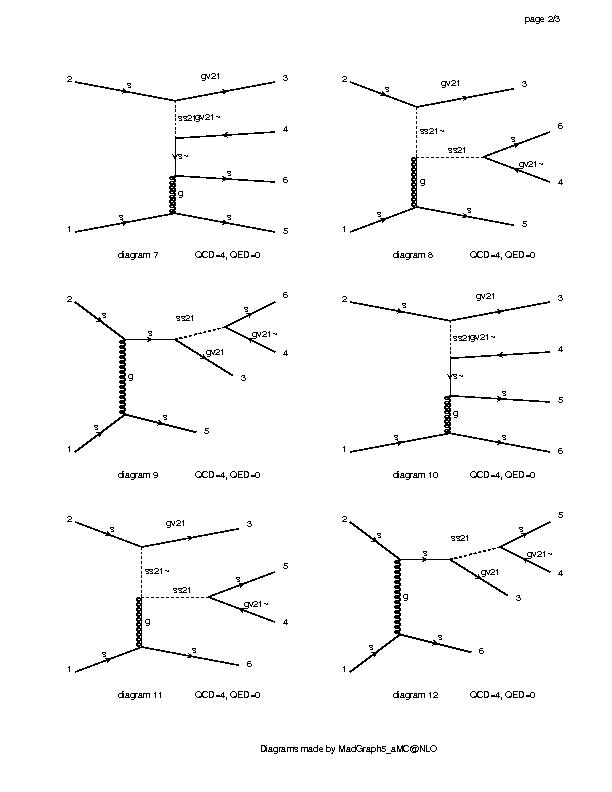 page 2/3
2 s gv21 3
ss21 gv21~ 4
s~
s 6
g
1 s s 5
diagram 7 QCD=4, QED=0
2 s gv21 3
ss21~ s 6
ss21
gv21~
g 4
1 s s 5
diagram 8 QCD=4, QED=0
2 s s ss21 s 6
gv21~
gv21 4
g 3
1 s s 5
diagram 9 QCD=4, QED=0
2 s gv21 3
ss21 gv21~ 4
s~
s 5
g
1 s s 6
diagram 10 QCD=4, QED=0
2 s gv21 3
ss21~ s 5
ss21
gv21~
g 4
1 s s 6
diagram 11 QCD=4, QED=0
2 s s ss21 s 5
gv21~
gv21 4
g 3
1 s s 6
diagram 12 QCD=4, QED=0
Diagrams made by MadGraph5_aMC@NLO